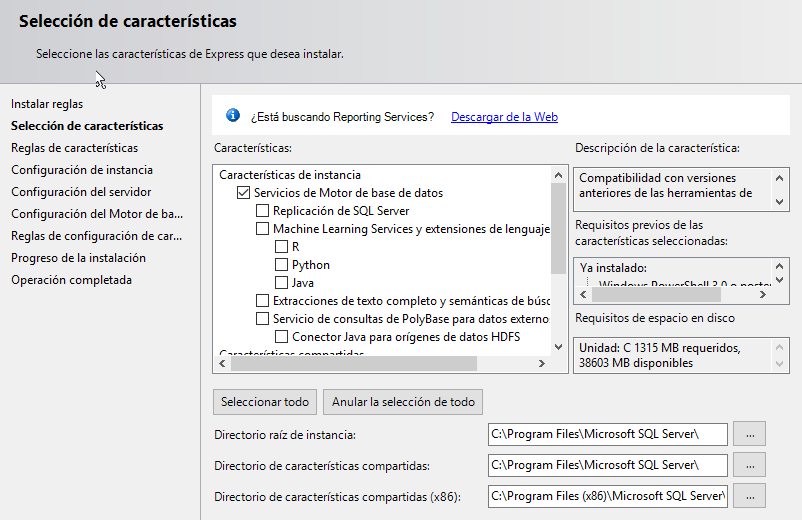 Selección de características
Seleccione las características de Express que desea instalar.
Instalar reglas
Selección de características
Reglas de características
Configuración de instancia
Configuración del servidor
Configuración del Motor de ba...
Reglas de configuración de car...
Progreso de la instalación
Operación completada
¿Está buscando Reporting Services? Descargar de la Web
Características:
Características de instancia
Servicios de Motor de base de datos
Replicación de SQL Server
Machine Learning Services y extensiones de lenguaje
R
Python
Java
Extracciones de texto completo y semánticas de búsc
Servicio de consultas de PolyBase para datos externo
Conector Java para orígenes de datos HDFS
Características compartidas
Descripción de la característica:
Compatibilidad con versiones
anteriores de las herramientas de
Requisitos previos de las
características seleccionadas:
Ya instalado:
Windows PowerShell 3.0 o poster
Requisitos de espacio en disco
Unidad: C 1315 MB requeridos,
38603 MB disponibles
Seleccionar todo Anular la selección de todo
Directorio raíz de instancia: C:\Program Files\Microsoft SQL Server\ ...
Directorio de características compartidas: C:\Program Files\Microsoft SQL Server\ ...
Directorio de características compartidas (x86): C:\Program Files (x86)\Microsoft SQL Server\ ...